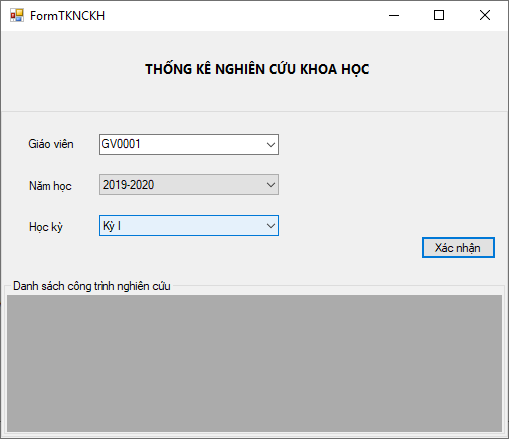 FormTKNCKH
THỐNG KÊ NGHIÊN CỨU KHOA HỌC
Giáo viên GV0001
Năm học 2019-2020
Học kỳ Kỳ I
Xác nhận
Danh sách công trình nghiên cứu